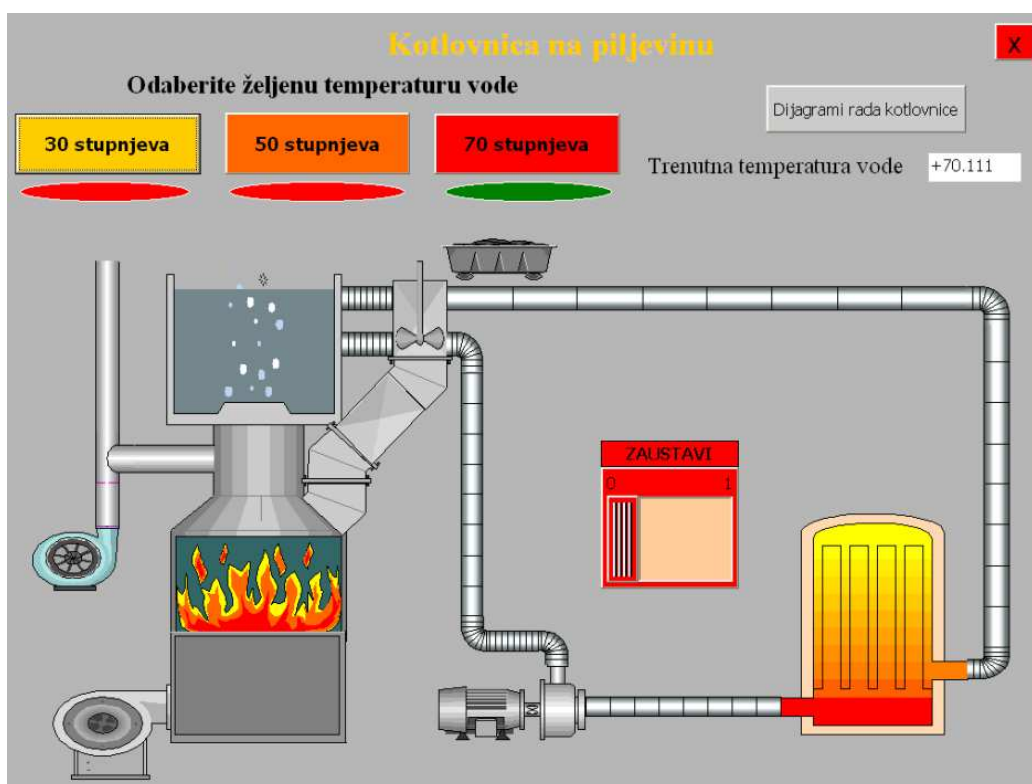 Kotlovnica na piljevinu
X
Odaberite željenu temperaturu vode
Dijagrami rada kotlovnice
30 stupnjeva
50 stupnjeva
70 stupnjeva
Trenutna temperatura vode
+70.111
ZAUSTAVI
0 1